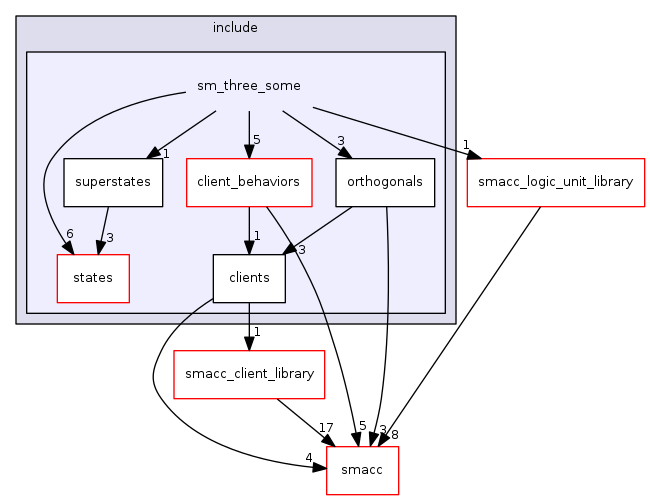 include
sm_three_some
5
3
1
1
superstates
client_behaviors
orthogonals
smacc_logic_unit_library
6
3
1
3
states
clients
1
smacc_client_library
17
5
3
8
4
smacc